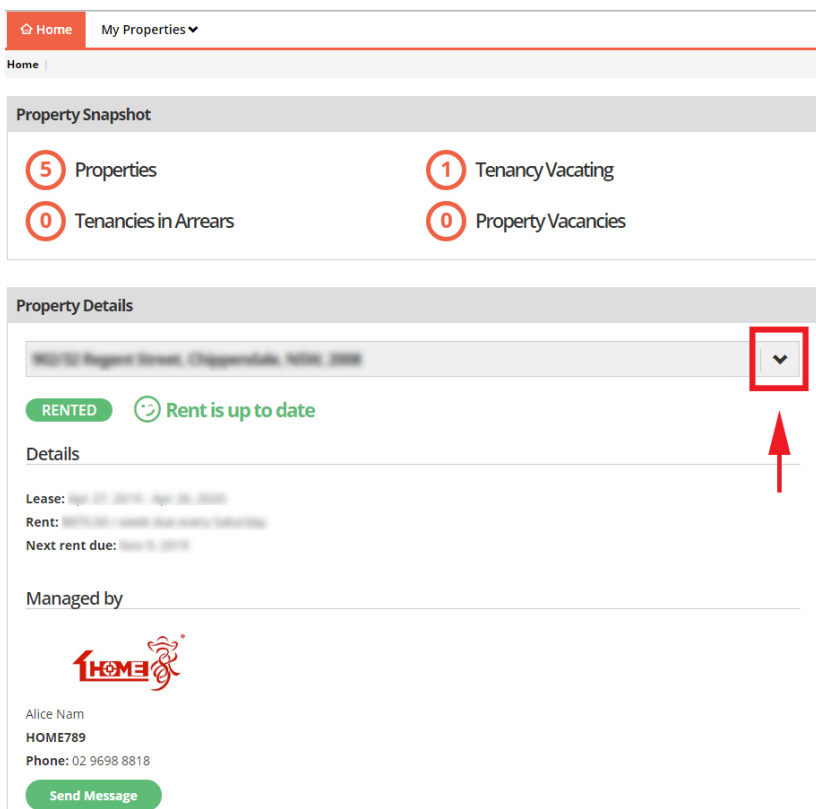 Home My Properties
Home
Property Snapshot
5 Properties 1 Tenancy Vacating
0 Tenancies in Arrears 0 Property Vacancies
Property Details
RENTED Rent is up to date
Details
Lease:
Rent:
Next rent due:
Managed by
HOME
Alice Nam
HOME789
Phone: 02 9698 8818
Send Message